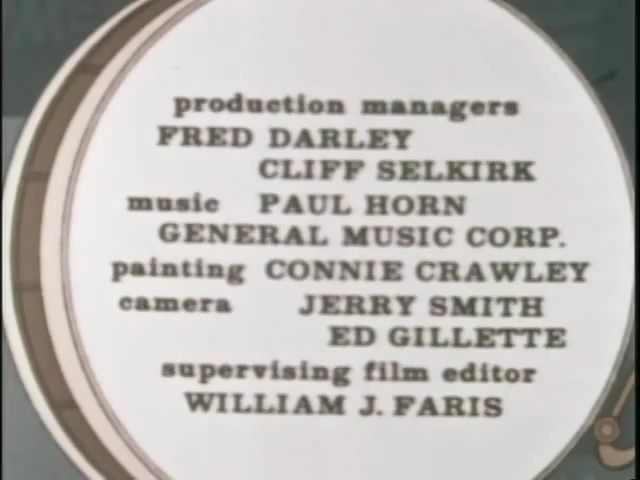 production managers
FRED DARLEY
CLIFF SELKIRK
music PAUL HORN
GENERAL MUSIC CORP.
painting CONNIE CRAWLEY
camera JERRY SMITH
ED GILLETTE
supervising film editor
WILLIAM J. FARIS